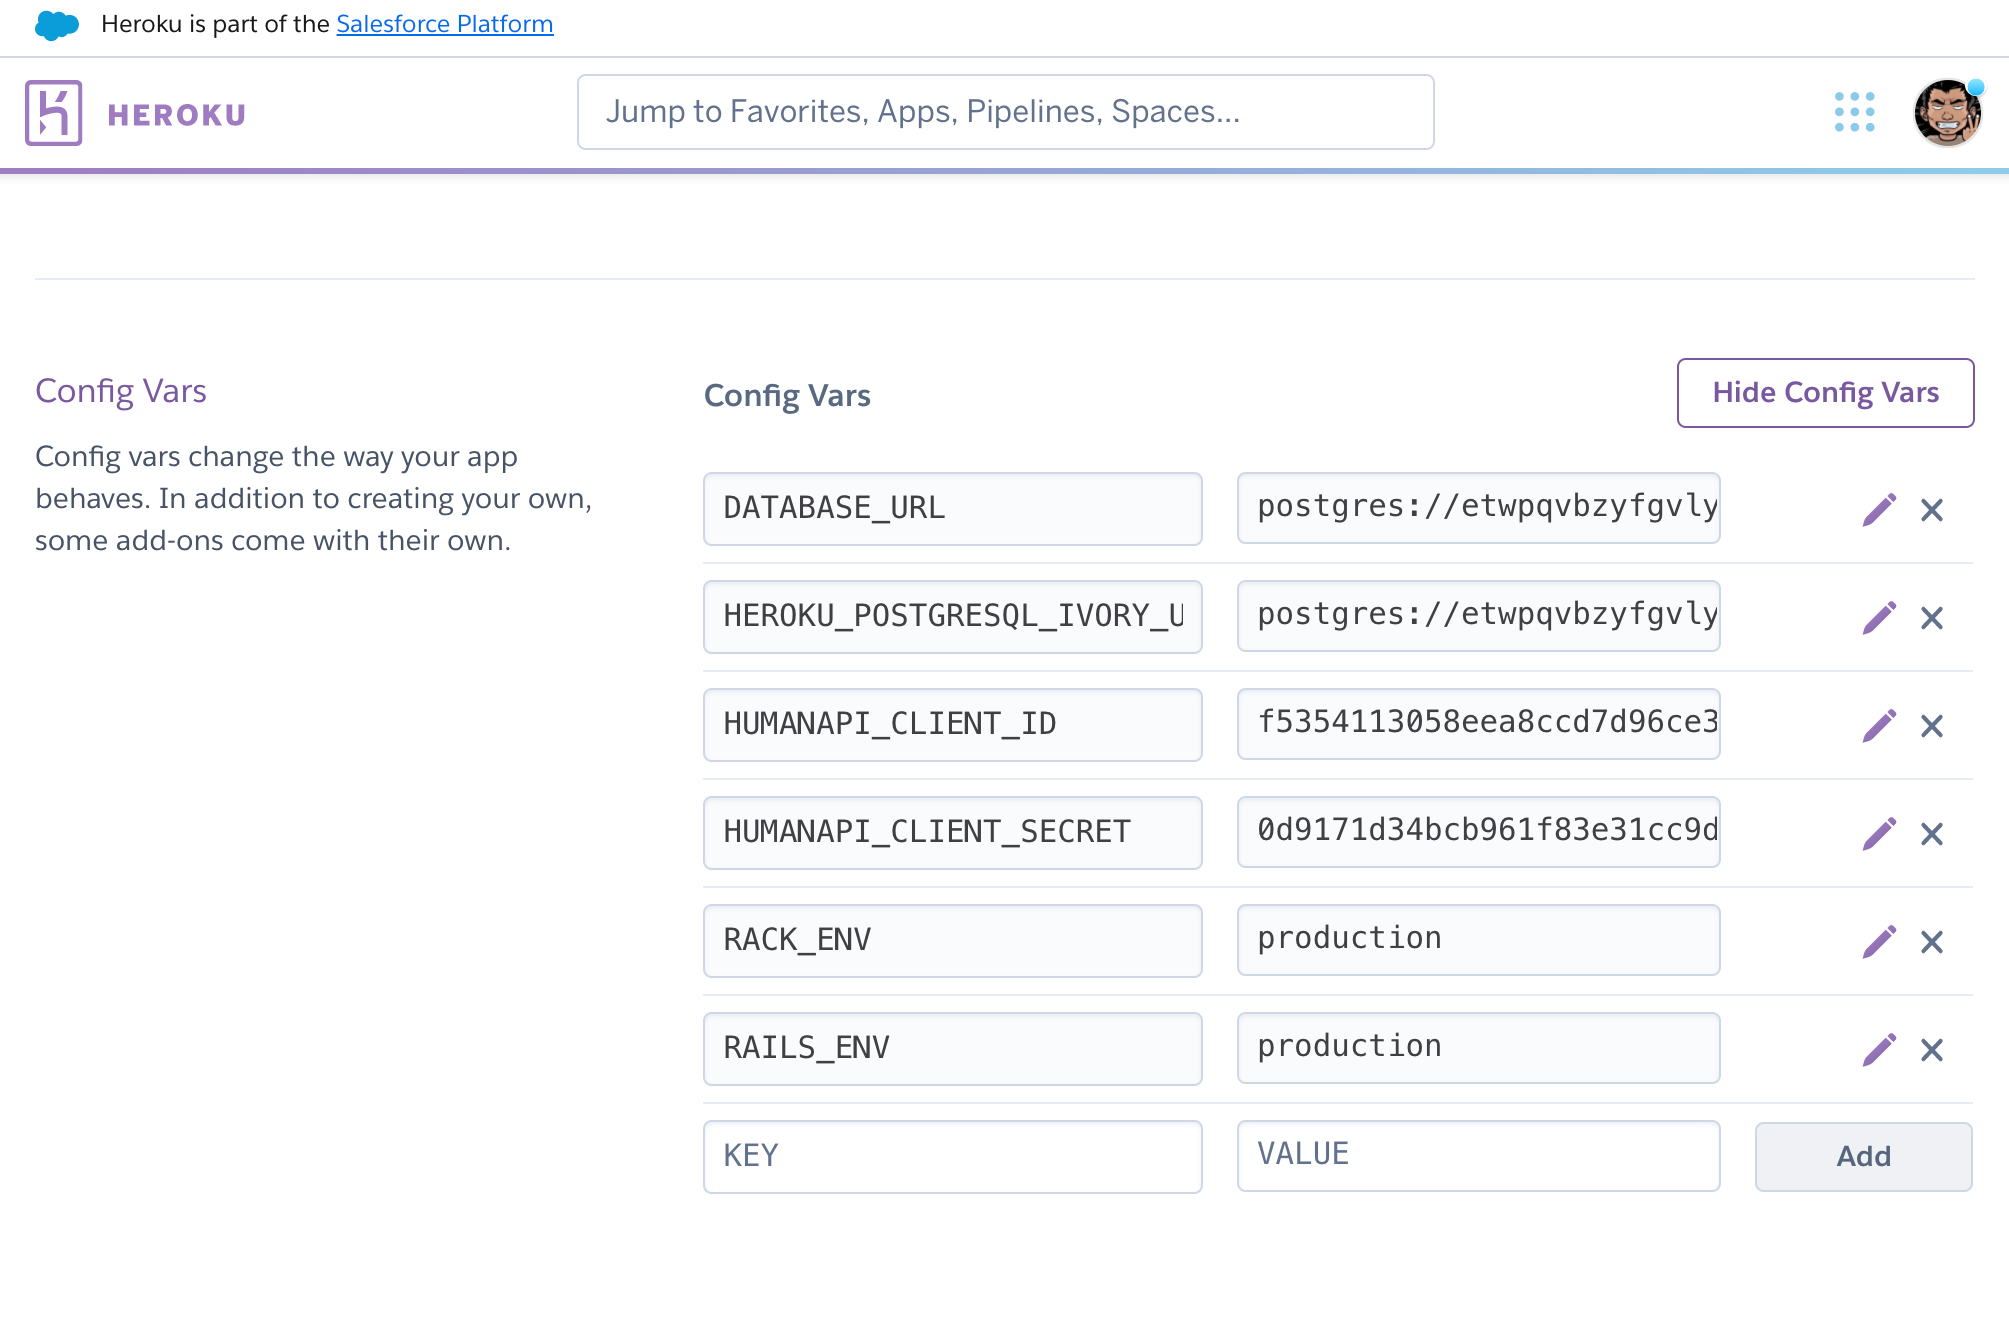 Heroku is part of the Salesforce Platform
HEROKU
Jump to Favorites, Apps, Pipelines, Spaces...
Config Vars
Config vars change the way your app
behaves. In addition to creating your own,
some add-ons come with their own.
Config Vars
Hide Config Vars
DATABASE_URL postgres://etwpqvbzyfgvly
HEROKU_POSTGRESQL_IVORY_U postgres://etwpqvbzyfgvly
HUMANAPI_CLIENT_ID f5354113058eea8ccd7d96ce3
HUMANAPI_CLIENT_SECRET 0d9171d34bcb961f83e31cc9d
RACK_ENV production
RAILS_ENV production
KEY VALUE Add